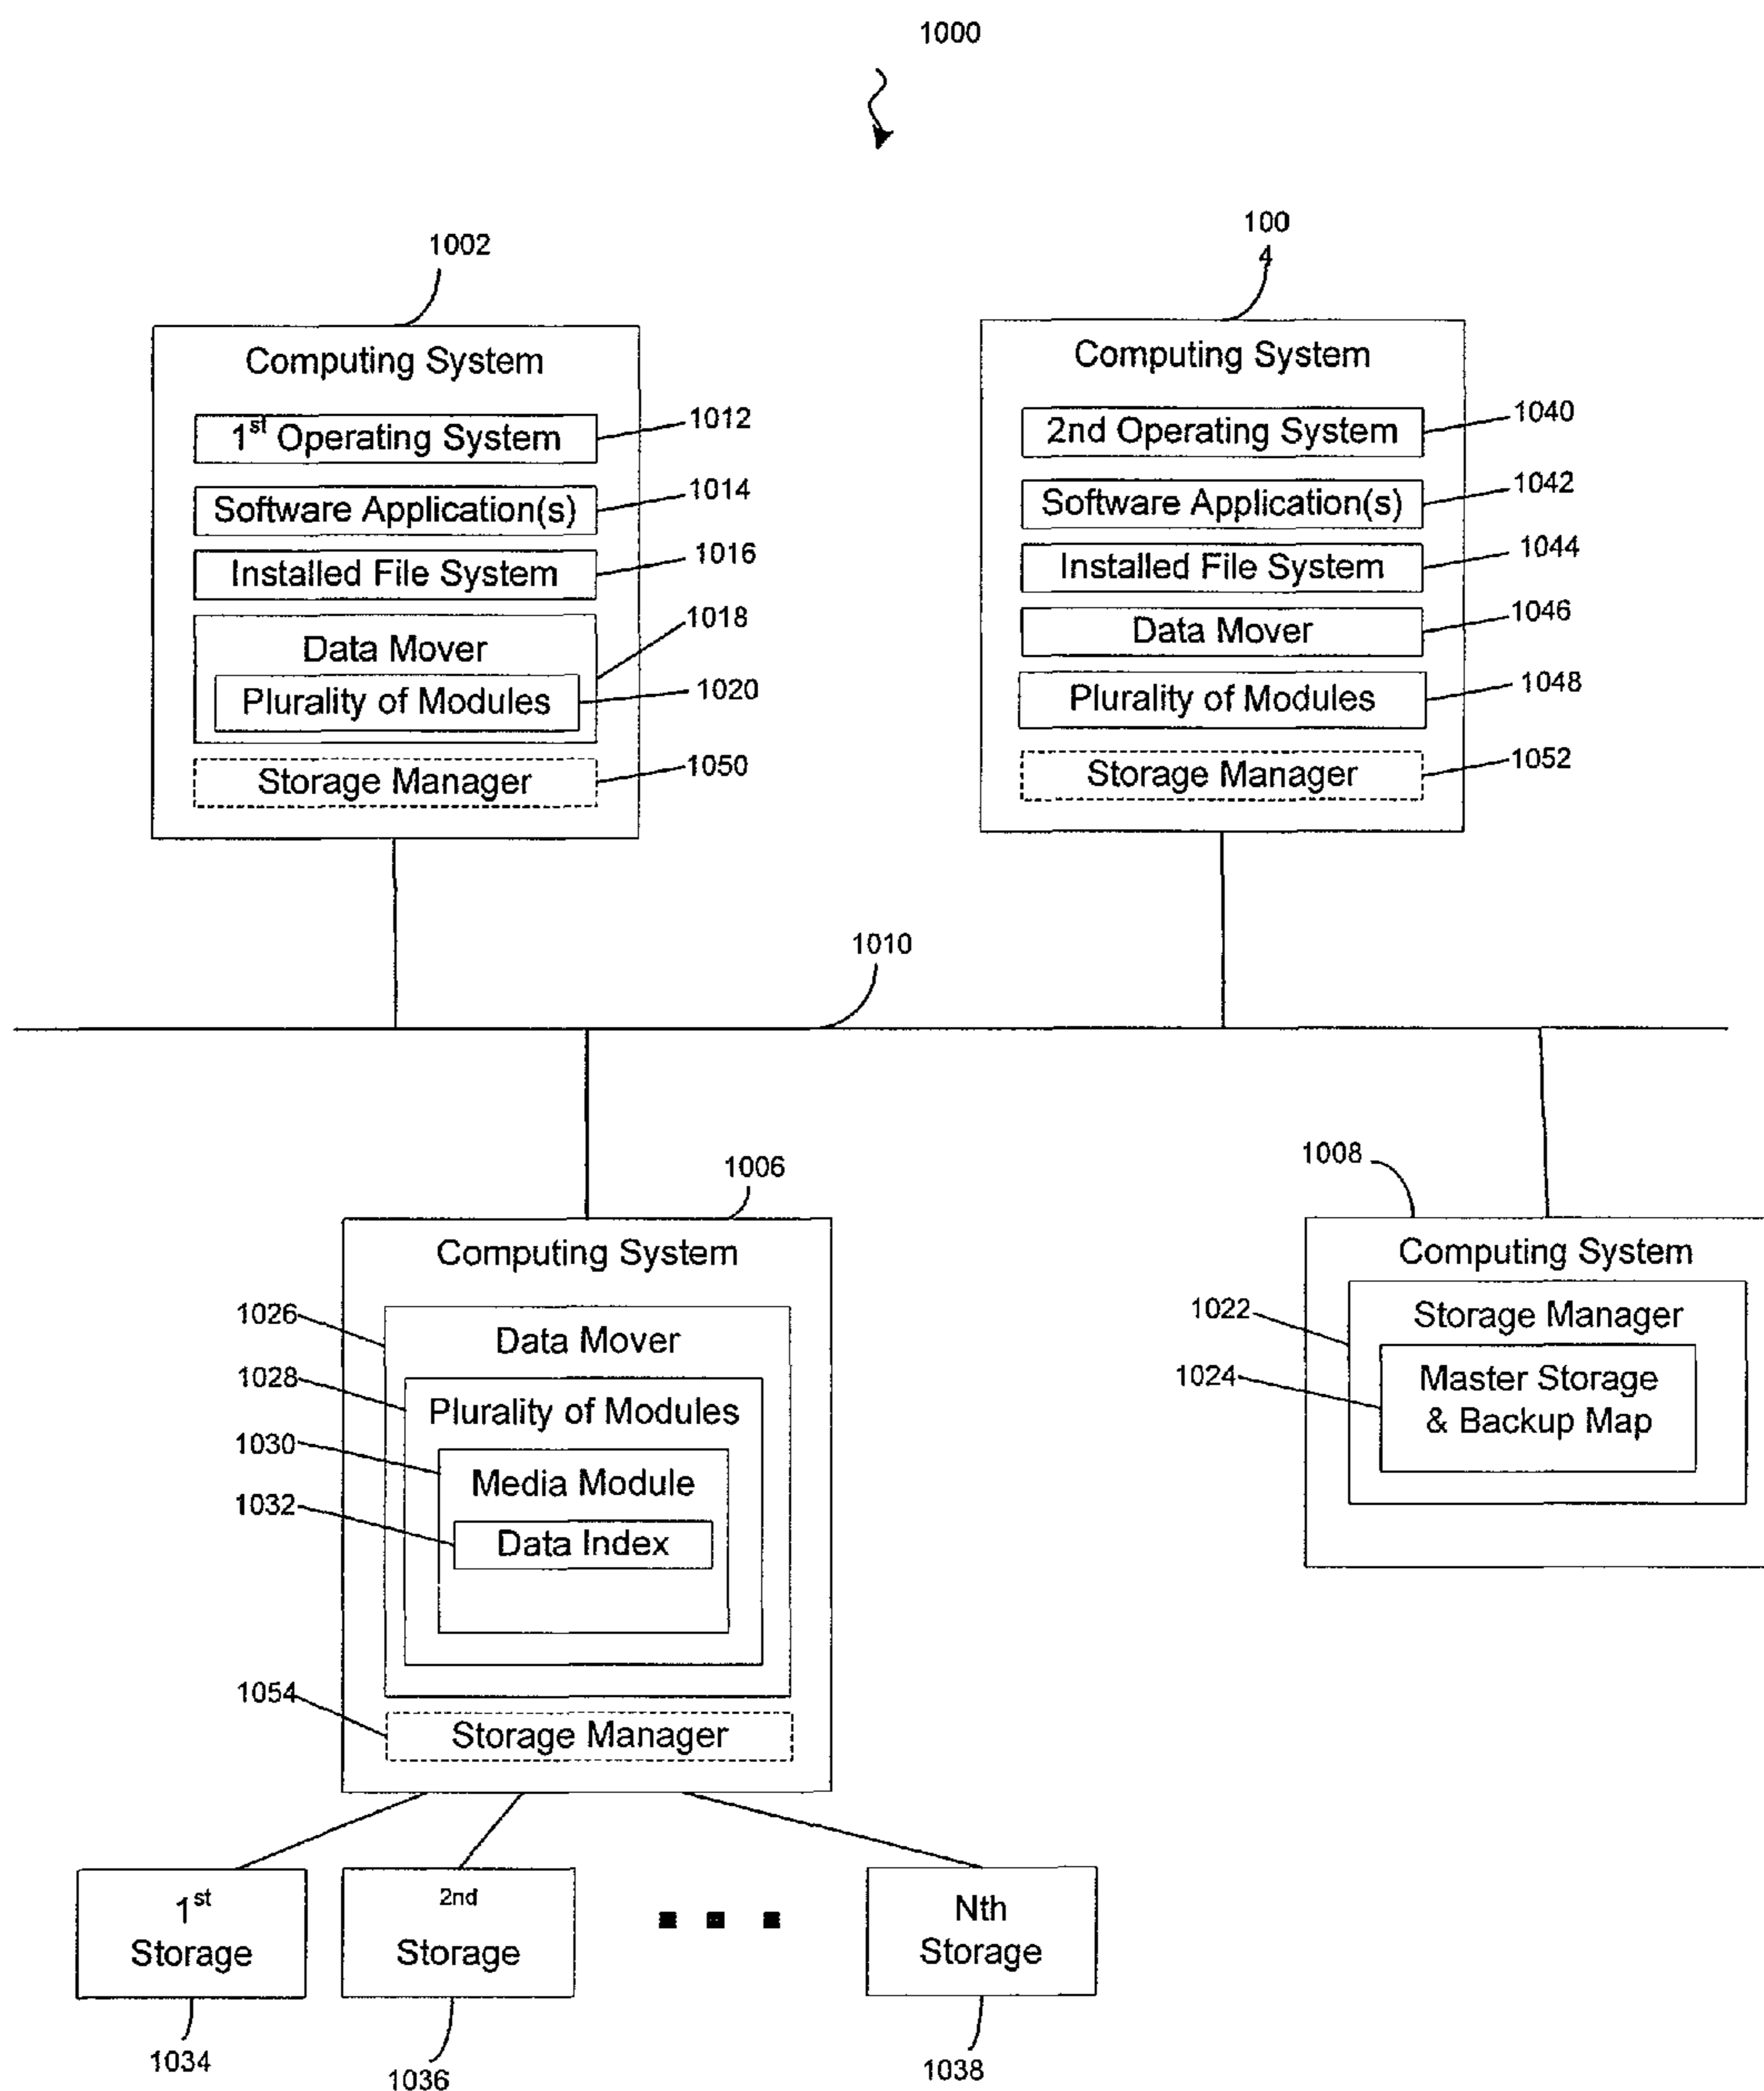 1000
1002
Computing System
1st Operating System
1012
Software Application(s)
1014
Installed File System
1016
Data Mover
1018
Plurality of Modules
1020
Storage Manager
1050
100
4
Computing System
2nd Operating System
1040
Software Application(s)
1042
Installed File System
1044
Data Mover
1046
Plurality of Modules
1048
Storage Manager
1052
1010
1006
Computing System
1026
Data Mover
1028
Plurality of Modules
1030
Media Module
1032
Data Index
1054
Storage Manager
1008
Computing System
1022
Storage Manager
1024
Master Storage
& Backup Map
1st
Storage
1034
2nd
Storage
1036
Nth
Storage
1038